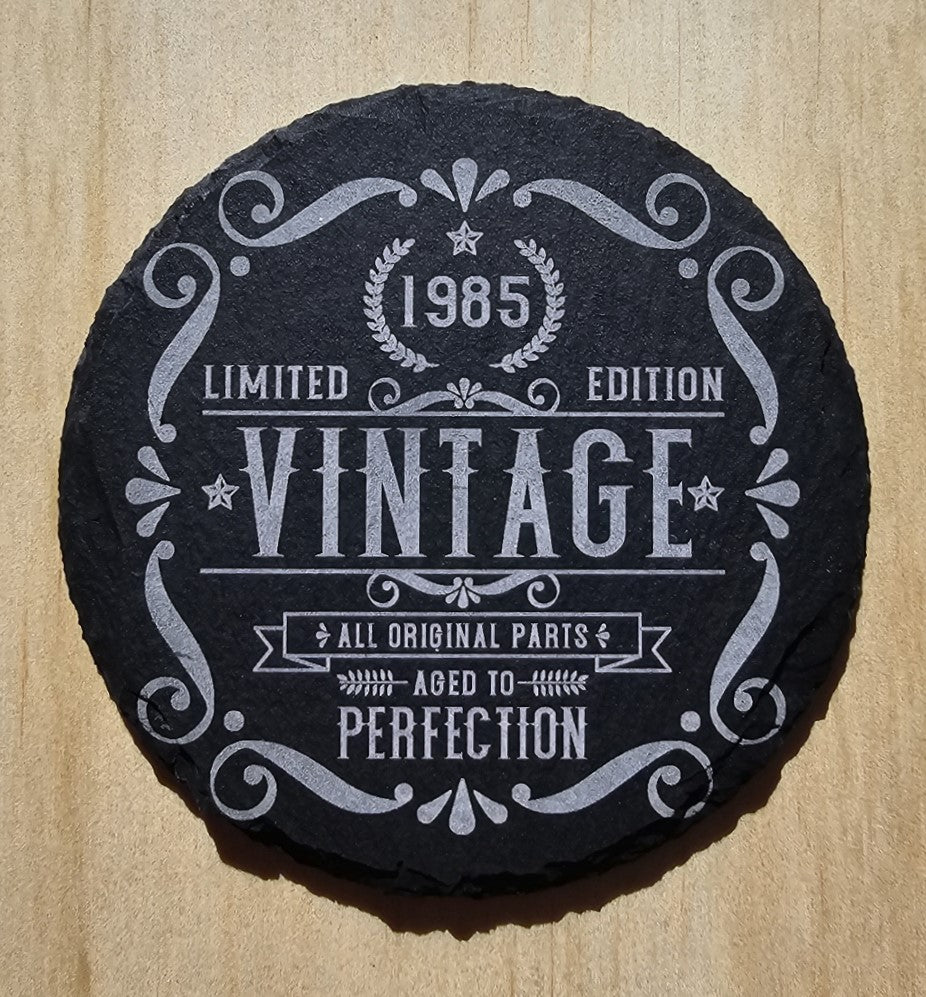 1985
LIMITED EDITION
VINTAGE
ALL ORIGINAL PARTS
AGED TO
PERFECTION